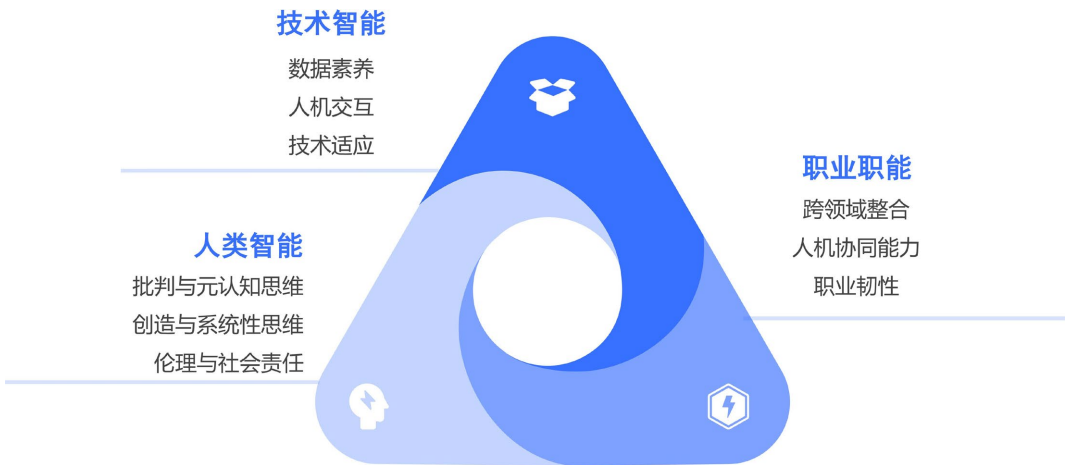 技术智能
数据素养
人机交互
技术适应
职业职能
跨领域整合
人机协同能力
职业韧性
人类智能
批判与元认知思维
创造与系统性思维
伦理与社会责任